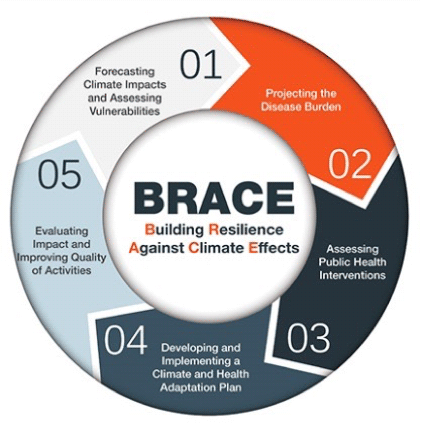 BRACE
Building Resilience
Against Climate Effects
01
Forecasting
Climate Impacts
and Assessing
Vulnerabilities
02
Projecting the
Disease Burden
03
Assessing
Public Health
Interventions
04
Developing and
Implementing a
Climate and Health
Adaptation Plan
05
Evaluating
Impact and
Improving Quality
of Activities